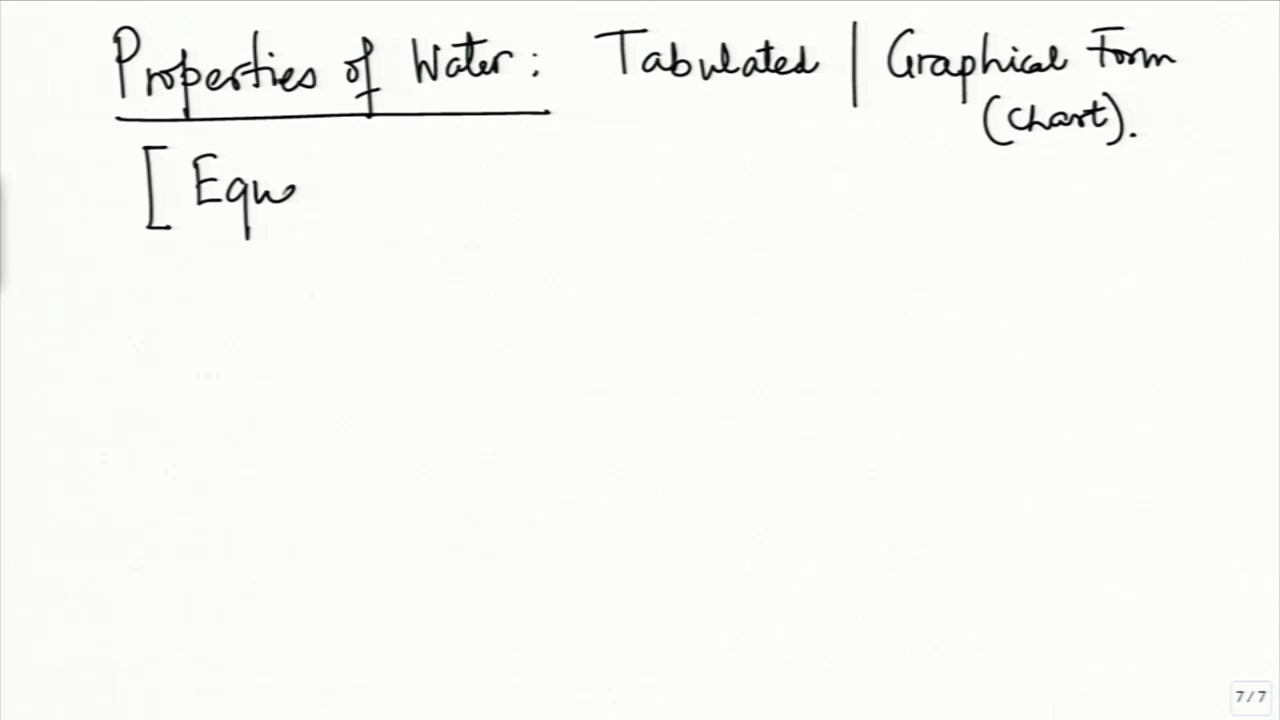 Properties of Water: Tabulated | Graphical Form
(Chart).
[ Equ
7/7